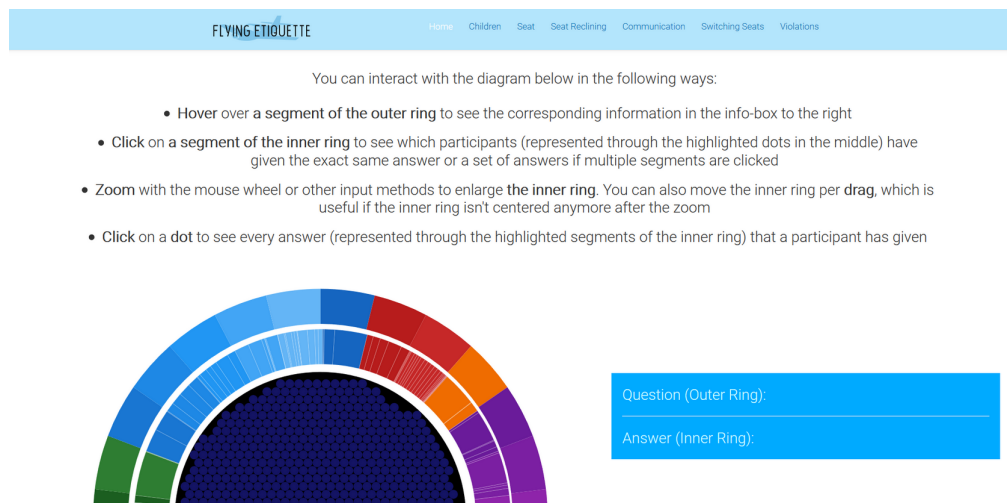 FLYING ETIQUETTE
Home Children Seat Seat Reclining Communication Switching Seats Violations
You can interact with the diagram below in the following ways:
• Hover over a segment of the outer ring to see the corresponding information in the info-box to the right
• Click on a segment of the inner ring to see which participants (represented through the highlighted dots in the middle) have
given the exact same answer or a set of answers if multiple segments are clicked
• Zoom with the mouse wheel or other input methods to enlarge the inner ring. You can also move the inner ring per drag, which is
useful if the inner ring isn't centered anymore after the zoom
• Click on a dot to see every answer (represented through the highlighted segments of the inner ring) that a participant has given
Question (Outer Ring):
Answer (Inner Ring):